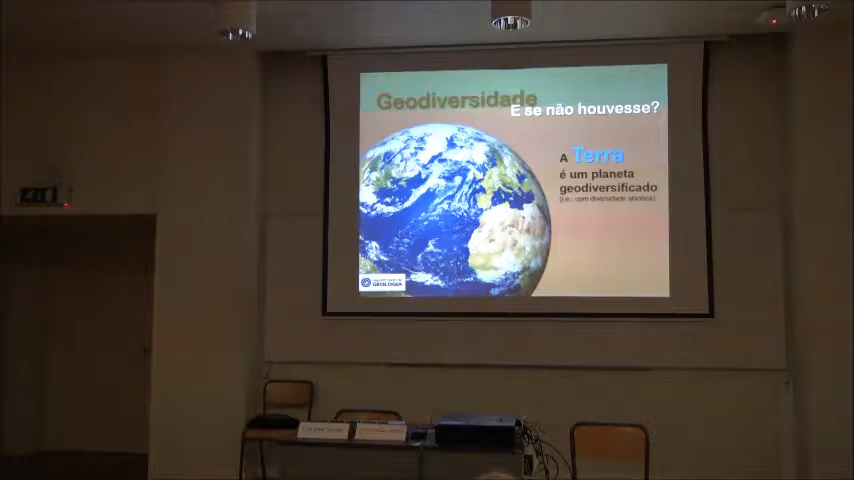 Geodiversidade
E se não houvesse?
A Terra
é um planeta
geodiversificado
(i.e., com diversidade abiótica)
GEOLOGIA